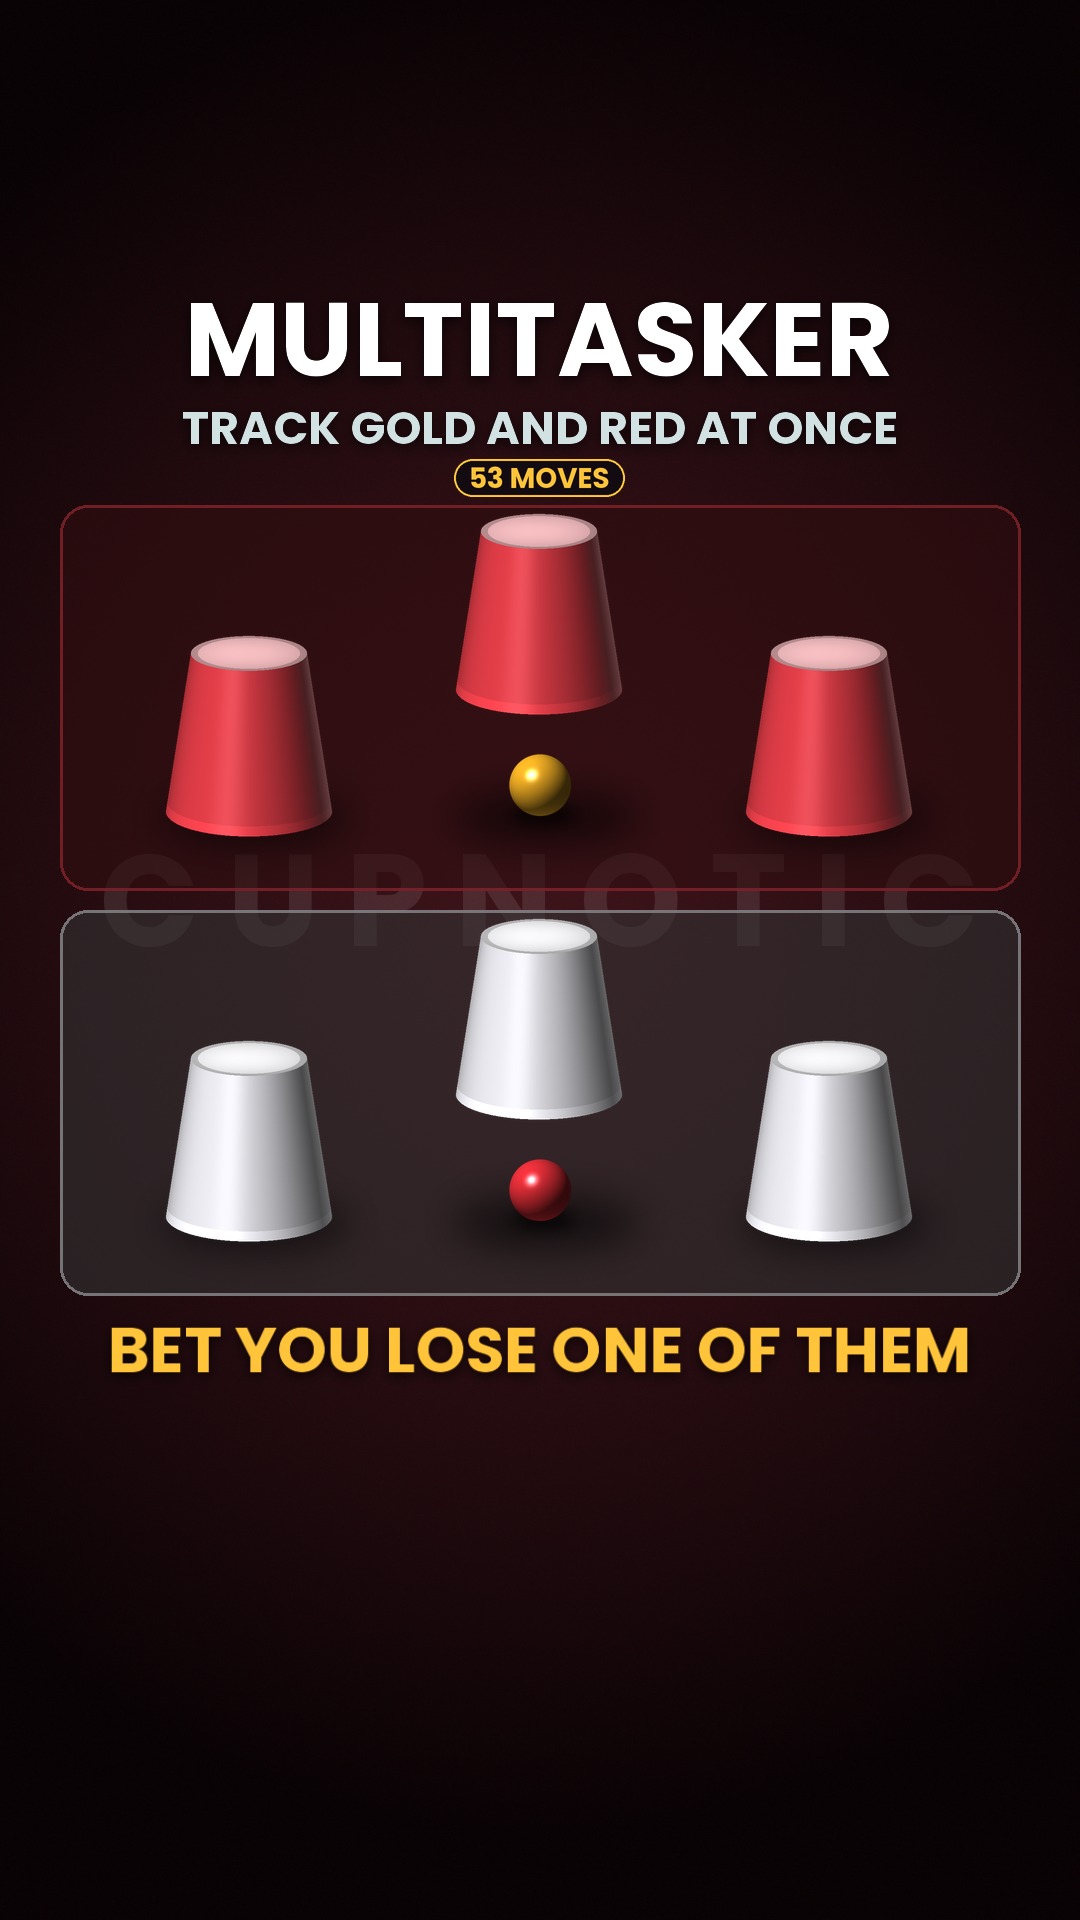 MULTITASKER
TRACK GOLD AND RED AT ONCE
53 MOVES
CUPNOTIC
BET YOU LOSE ONE OF THEM